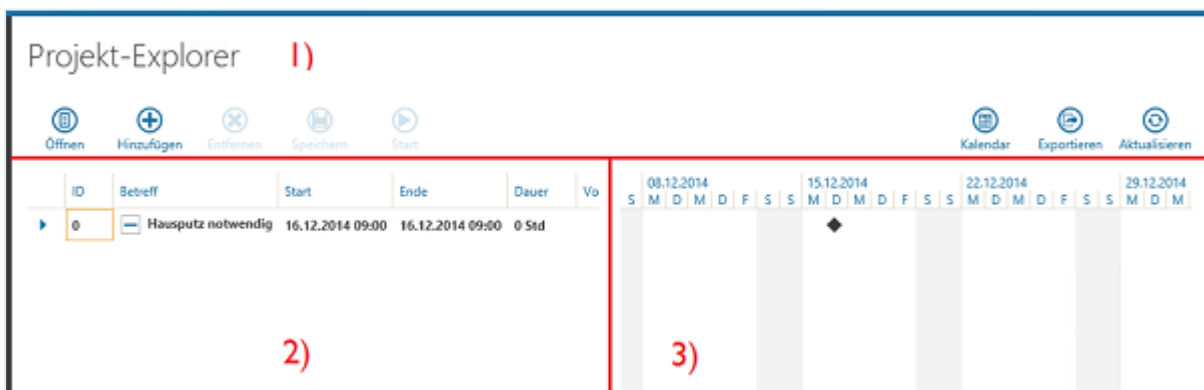 Projekt-Explorer 1)
Öffnen Hinzufügen Entfernen Speichern Start Kalendar Exportieren Aktualisieren
ID Betreff Start Ende Dauer Vo
08.12.2014 15.12.2014 22.12.2014 29.12.2014
S M D M D F S S M D M D F S S M D M D F S S M D M
0 Hausputz notwendig 16.12.2014 09:00 16.12.2014 09:00 0 Std
2) 3)